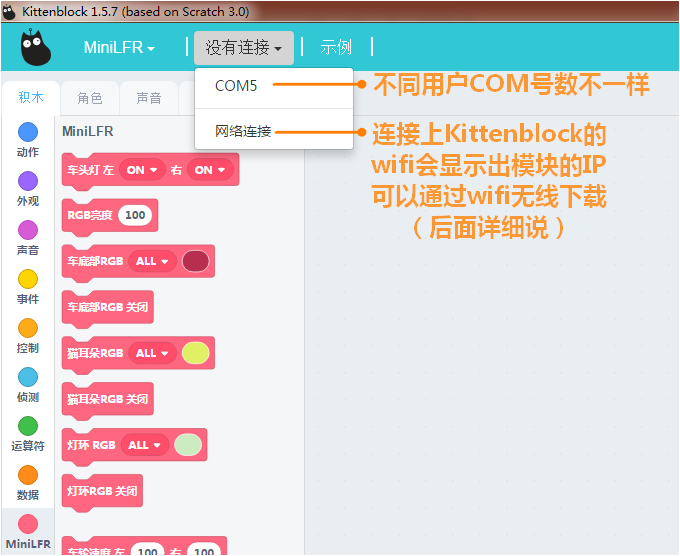 Kittenblock 1.5.7 (based on Scratch 3.0)
MiniLFR 没有连接 示例
COM5
网络连接
不同用户COM号数不一样
连接上Kittenblock的
wifi会显示出模块的IP
可以通过wifi无线下载
（后面详细说）
积木 角色 声音
动作
外观
声音
事件
控制
侦测
运算符
数据
MiniLFR
MiniLFR
车头灯 左 ON 右 ON
RGB亮度 100
车底部RGB ALL
车底部RGB 关闭
猫耳朵RGB ALL
猫耳朵RGB 关闭
灯环 RGB ALL
灯环RGB 关闭
车轮速度 左 100 右 100